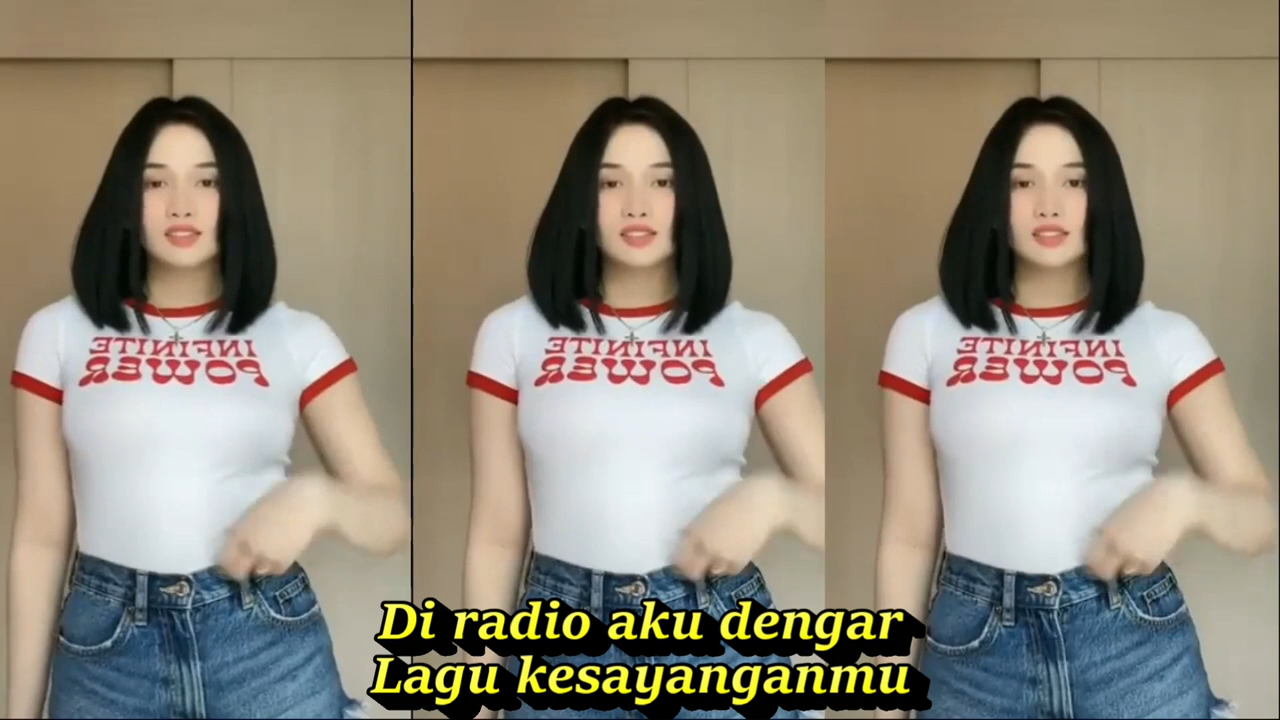 INFINITE
POWER
INFINITE
POWER
INFINITE
POWER
Di radio aku dengar
Lagu kesayanganmu